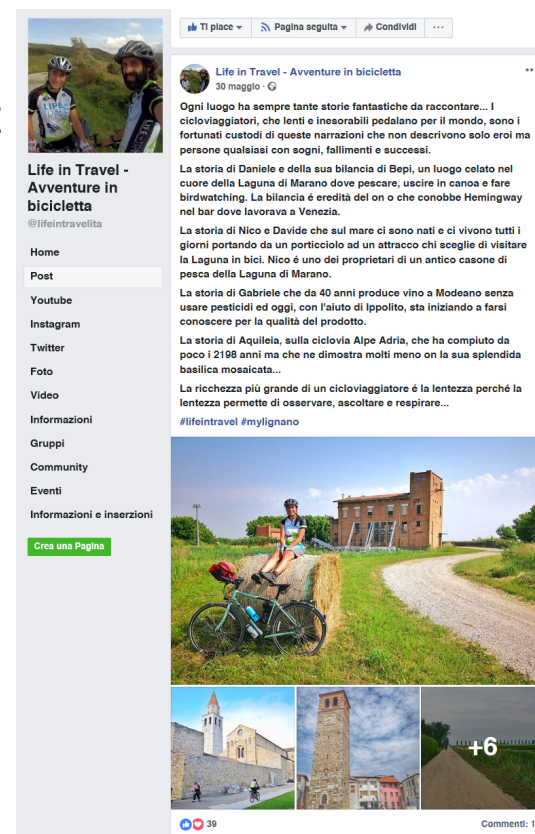 Ti piace
Pagina seguita
Condividi
Life in Travel - Avventure in bicicletta
30 maggio ·
Ogni luogo ha sempre tante storie fantastiche da raccontare... I
cicloviaggiatori, che lenti e inesorabili pedalano per il mondo, sono i
fortunati custodi di queste narrazioni che non descrivono solo eroi ma
persone qualsiasi con sogni, fallimenti e successi.
La storia di Daniele e della sua bilancia di Bepi, un luogo celato nel
cuore della Laguna di Marano dove pescare, uscire in canoa e fare
birdwatching. La bilancia é eredità del on o che conobbe Hemingway
nel bar dove lavorava a Venezia.
La storia di Nico e Davide che sul mare ci sono nati e ci vivono tutti i
giorni portando da un porticciolo ad un attracco chi sceglie di visitare
la Laguna in bici. Nico é uno dei proprietari di un antico casone di
pesca della Laguna di Marano.
La storia di Gabriele che da 40 anni produce vino a Modeano senza
usare pesticidi ed oggi, con l'aiuto di Ippolito, sta iniziando a farsi
conoscere per la qualità del prodotto.
La storia di Aquileia, sulla ciclovia Alpe Adria, che ha compiuto da
poco i 2198 anni ma che ne dimostra molti meno on la sua splendida
basilica mosaicata...
La ricchezza più grande di un cicloviaggiatore é la lentezza perché la
lentezza permette di osservare, ascoltare e respirare...
#lifeintravel #mylignano
+6
39
Commenti: 1
Life in Travel -
Avventure in
bicicletta
@lifeintravelita
Home
Post
Youtube
Instagram
Twitter
Foto
Video
Informazioni
Gruppi
Community
Eventi
Informazioni e inserzioni
Crea una Pagina